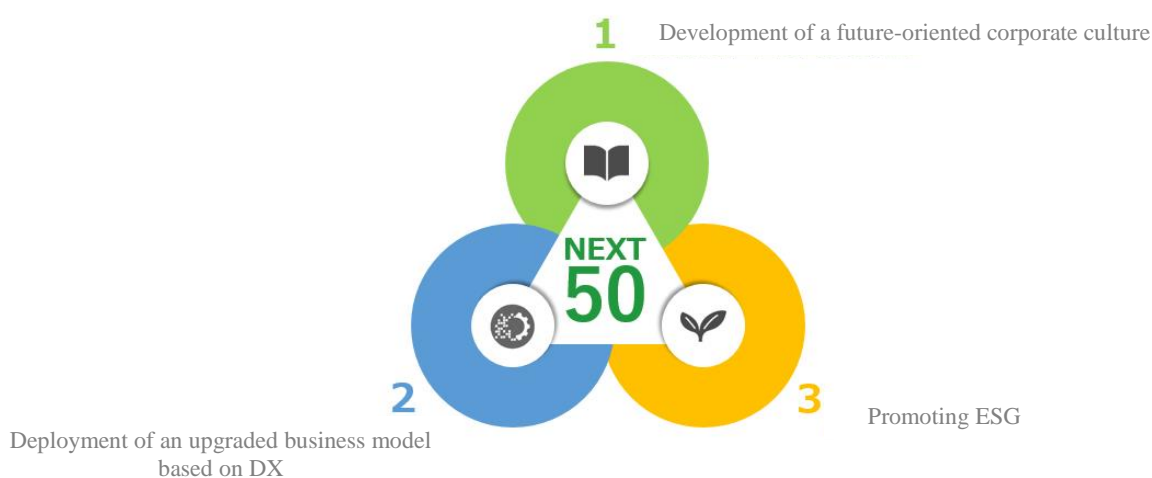 1
Development of a future-oriented corporate culture
NEXT
50
2
Deployment of an upgraded business model
based on DX
3
Promoting ESG